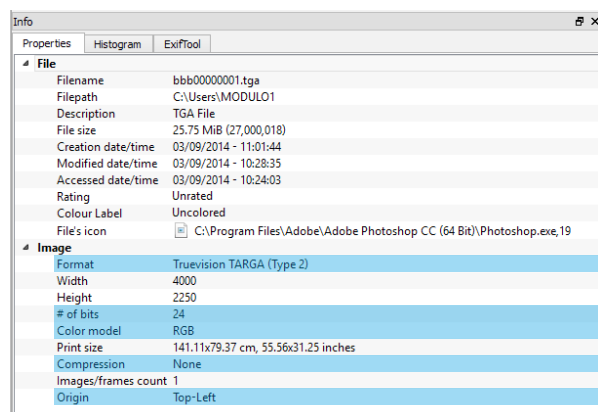 Info
Properties Histogram ExifTool
File
Filename bbb00000001.tga
Filepath C:\Users\MODULO1
Description TGA File
File size 25.75 MiB (27,000,018)
Creation date/time 03/09/2014 - 11:01:44
Modified date/time 03/09/2014 - 10:28:35
Accessed date/time 03/09/2014 - 10:24:03
Rating Unrated
Colour Label Uncolored
File's icon C:\Program Files\Adobe\Adobe Photoshop CC (64 Bit)\Photoshop.exe,19
Image
Format Truevision TARGA (Type 2)
Width 4000
Height 2250
# of bits 24
Color model RGB
Print size 141.11x79.37 cm, 55.56x31.25 inches
Compression None
Images/frames count 1
Origin Top-Left